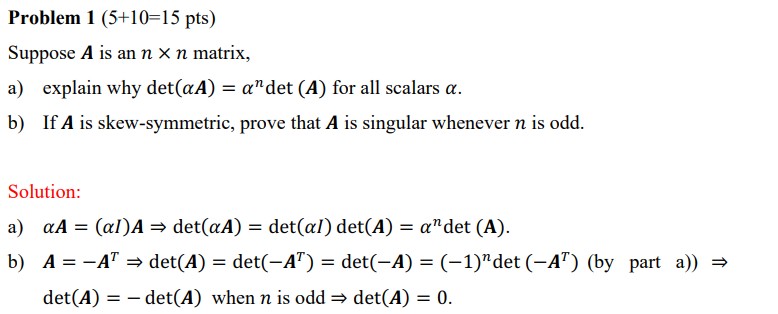 Problem 1 (5+10=15 pts)
Suppose A is an n × n matrix,
a) explain why det(αA) = αⁿdet (A) for all scalars α.
b) If A is skew-symmetric, prove that A is singular whenever n is odd.
Solution:
a) αA = (αI)A ⇒ det(αA) = det(αI) det(A) = αⁿdet (A).
b) A = −Aᵀ ⇒ det(A) = det(−Aᵀ) = det(−A) = (−1)ⁿdet (−Aᵀ) (by part a)) ⇒
det(A) = − det(A) when n is odd ⇒ det(A) = 0.